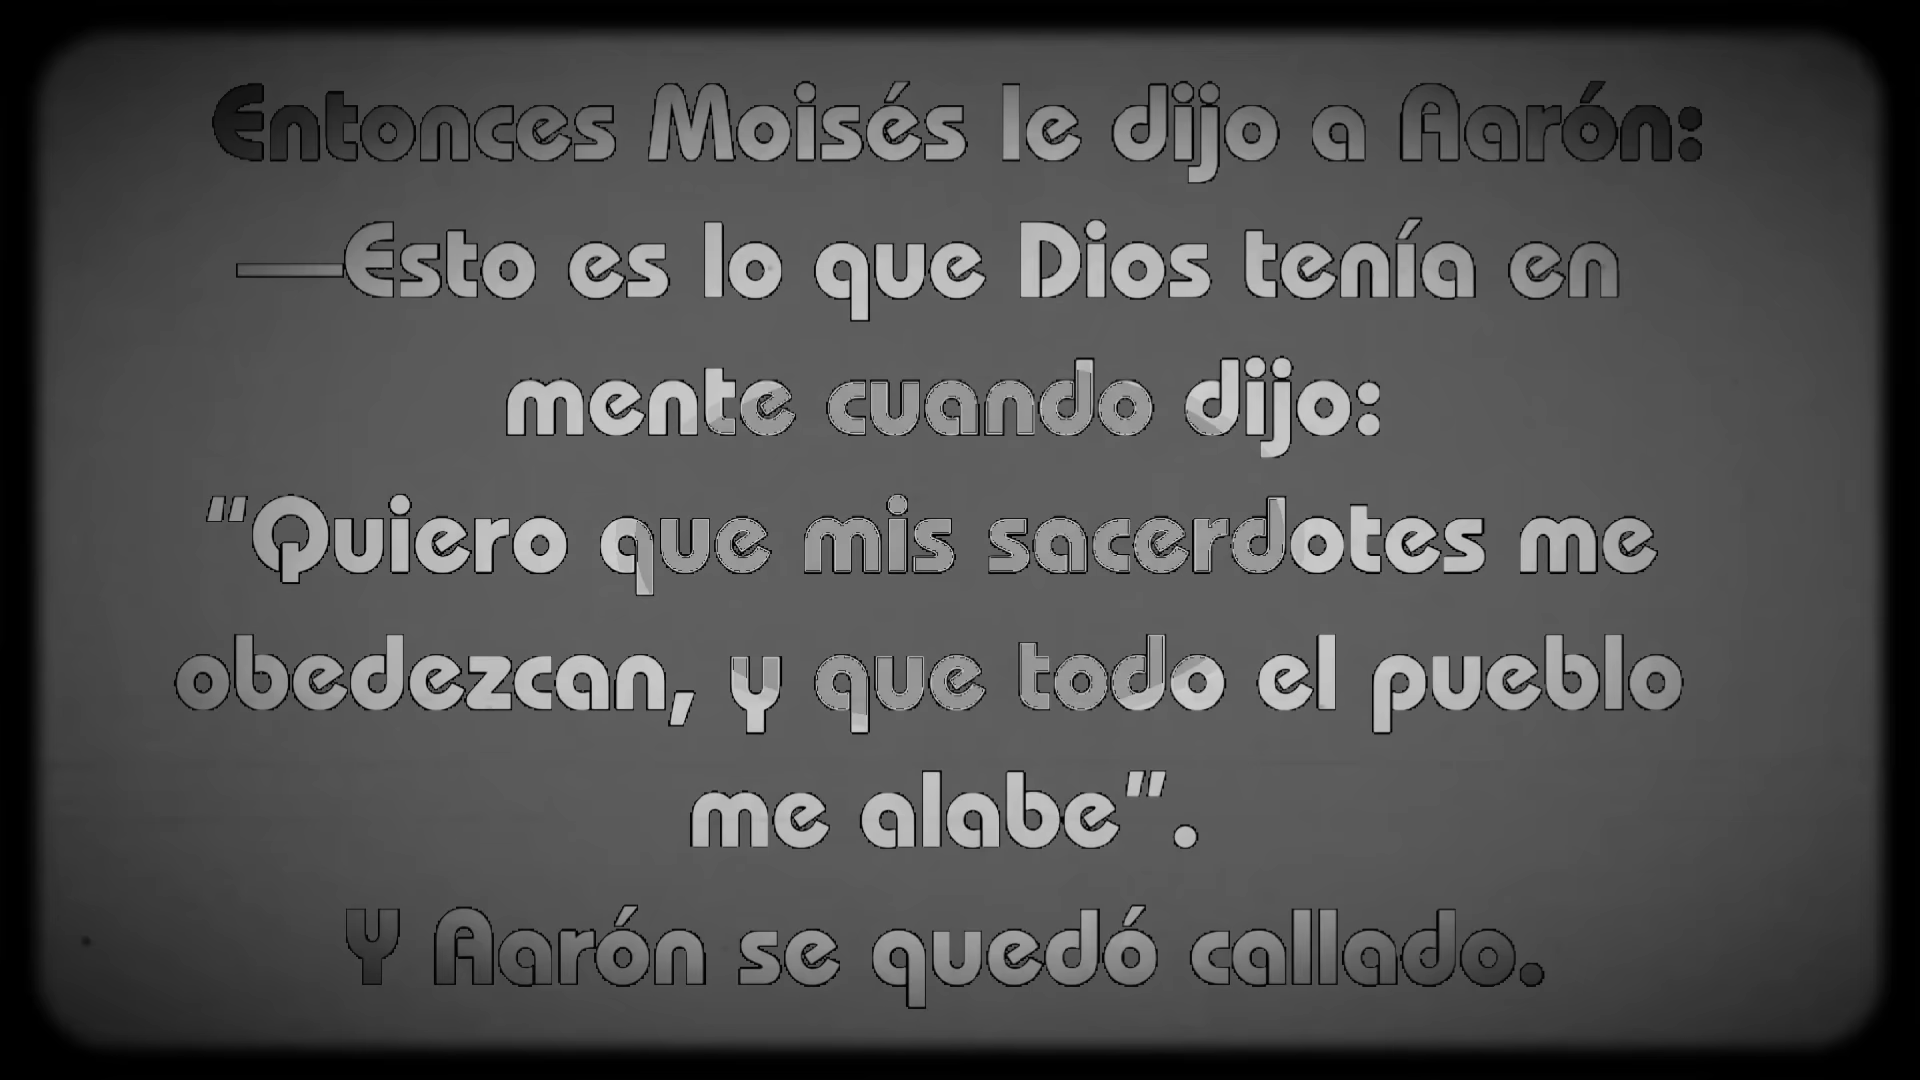 Entonces Moisés le dijo a Aarón:
—Esto es lo que Dios tenía en
mente cuando dijo:
“Quiero que mis sacerdotes me
obedezcan, y que todo el pueblo
me alabe”.
Y Aarón se quedó callado.